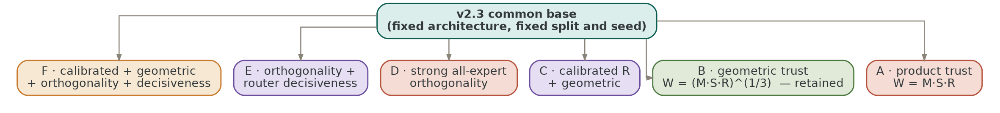 v2.3 common base
(fixed architecture, fixed split and seed)
F · calibrated + geometric
+ orthogonality + decisiveness
E · orthogonality +
router decisiveness
D · strong all-expert
orthogonality
C · calibrated R
+ geometric
B · geometric trust
W = (M·S·R)^(1/3)  — retained
A · product trust
W = M·S·R